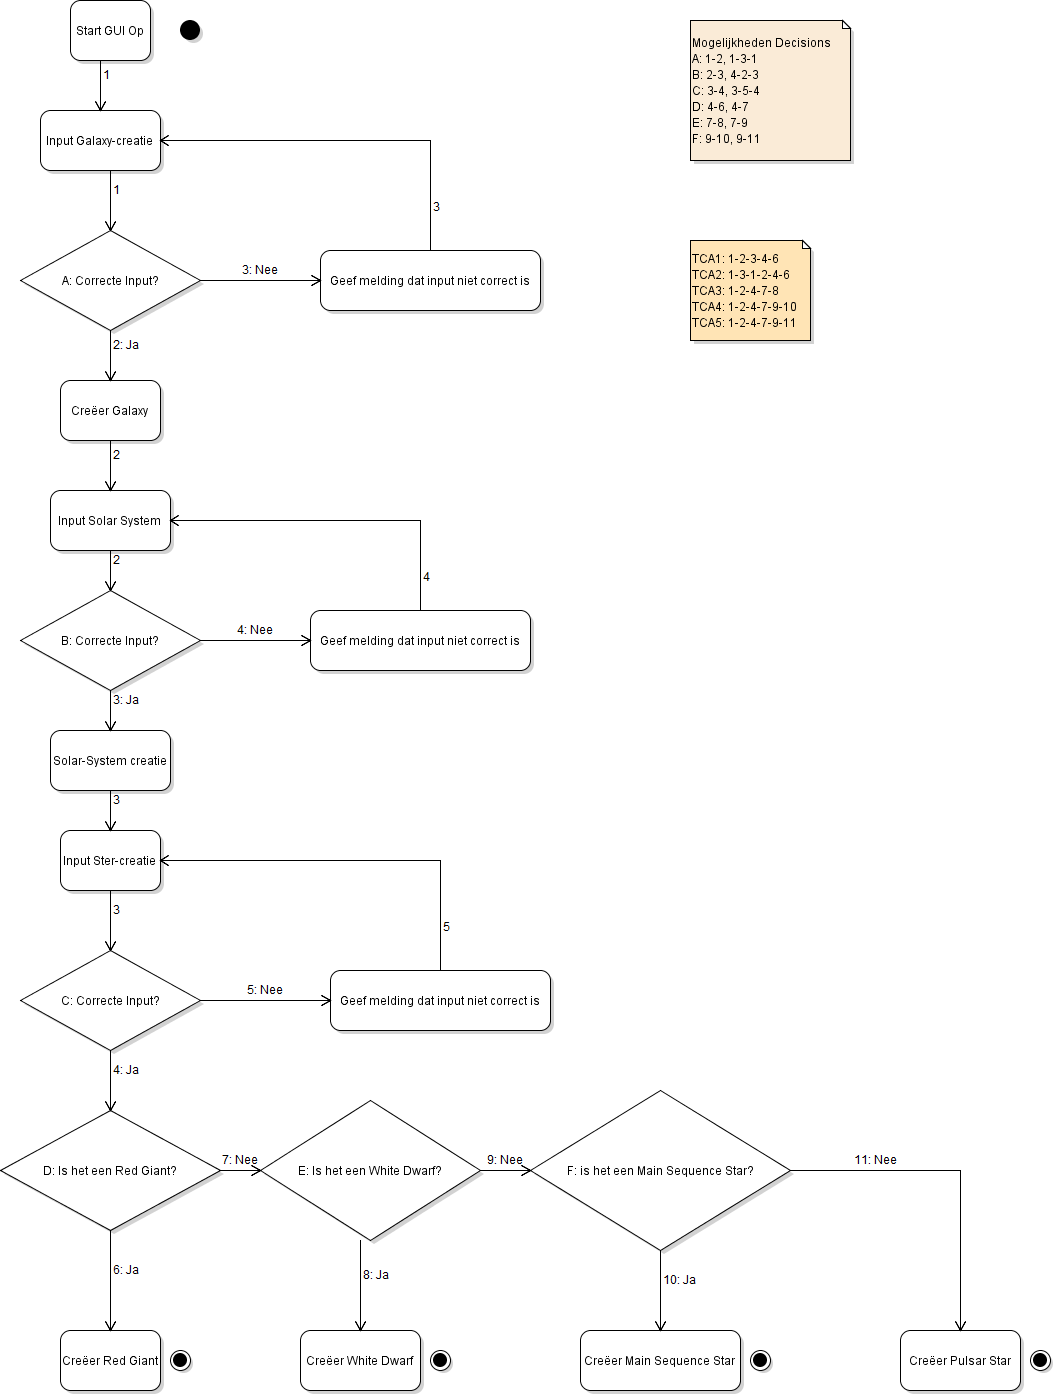 Start GUI Op
1
Input Galaxy-creatie
1
A: Correcte Input?
3: Nee
Geef melding dat input niet correct is
3
2: Ja
Creëer Galaxy
2
Input Solar System
2
B: Correcte Input?
4: Nee
Geef melding dat input niet correct is
4
3: Ja
Solar-System creatie
3
Input Ster-creatie
3
C: Correcte Input?
5: Nee
Geef melding dat input niet correct is
5
4: Ja
D: Is het een Red Giant?
7: Nee
E: Is het een White Dwarf?
9: Nee
F: is het een Main Sequence Star?
11: Nee
6: Ja
8: Ja
10: Ja
Creëer Red Giant
Creëer White Dwarf
Creëer Main Sequence Star
Creëer Pulsar Star
Mogelijkheden Decisions
A: 1-2, 1-3-1
B: 2-3, 4-2-3
C: 3-4, 3-5-4
D: 4-6, 4-7
E: 7-8, 7-9
F: 9-10, 9-11
TCA1: 1-2-3-4-6
TCA2: 1-3-1-2-4-6
TCA3: 1-2-4-7-8
TCA4: 1-2-4-7-9-10
TCA5: 1-2-4-7-9-11